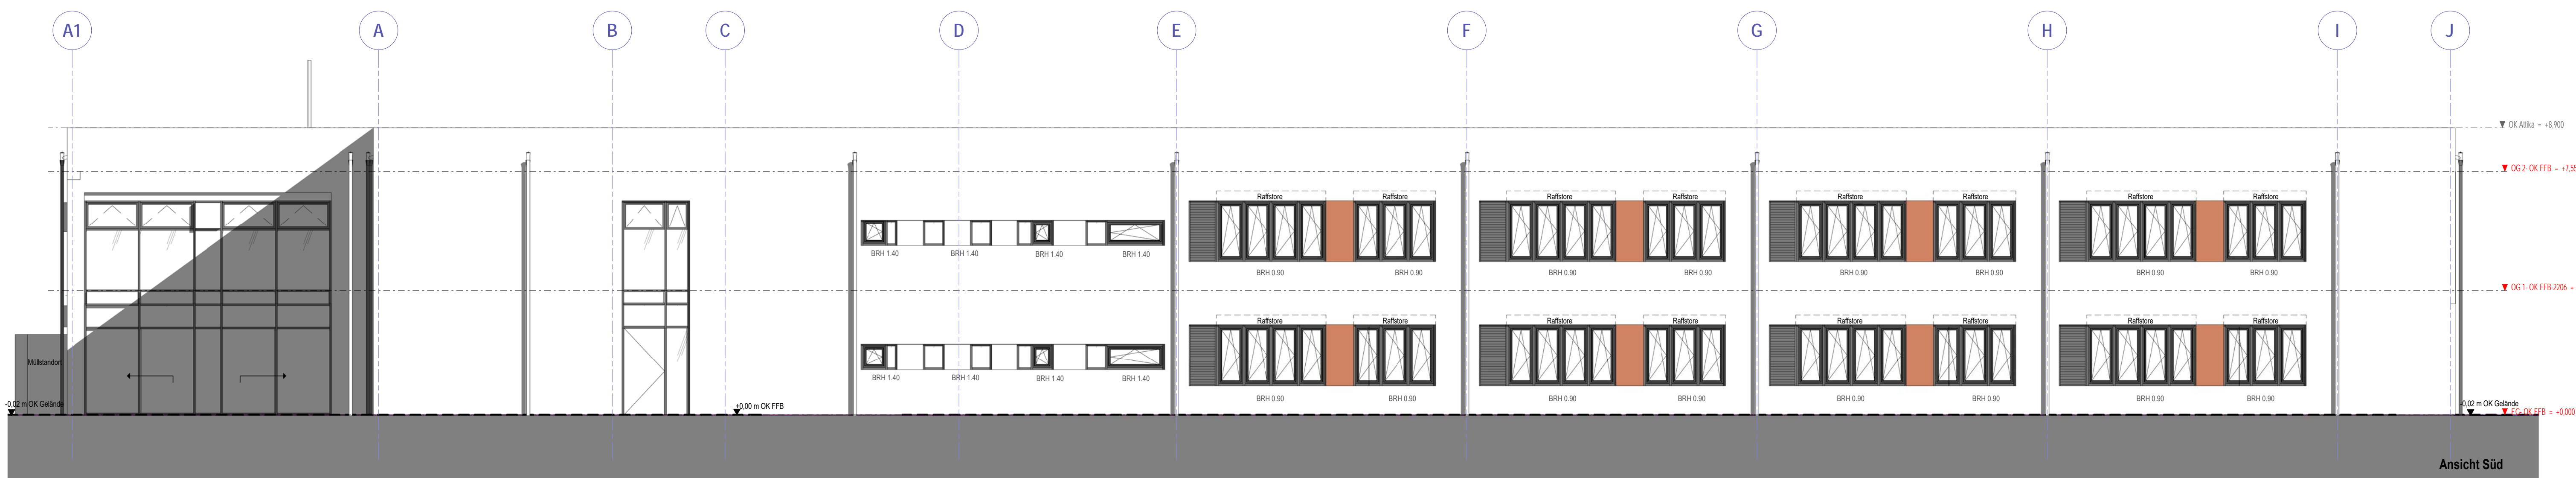 A1 A B C D E F G H I J
OK Attika = +8,900
OG 2- OK FFB = +7.55
Raffstore Raffstore Raffstore Raffstore Raffstore Raffstore Raffstore Raffstore
BRH 1.40 BRH 1.40 BRH 1.40 BRH 1.40
BRH 0.90 BRH 0.90 BRH 0.90 BRH 0.90 BRH 0.90 BRH 0.90 BRH 0.90 BRH 0.90
OG 1- OK FFB-2206 =
Raffstore Raffstore Raffstore Raffstore Raffstore Raffstore Raffstore Raffstore
Müllstandort
BRH 1.40 BRH 1.40 BRH 1.40 BRH 1.40
BRH 0.90 BRH 0.90 BRH 0.90 BRH 0.90 BRH 0.90 BRH 0.90 BRH 0.90 BRH 0.90
-0.02 m OK Gelände
+0,00 m OK FFB
-0,02 m OK Gelände
EG- OK FFB = +0.000
Ansicht Süd